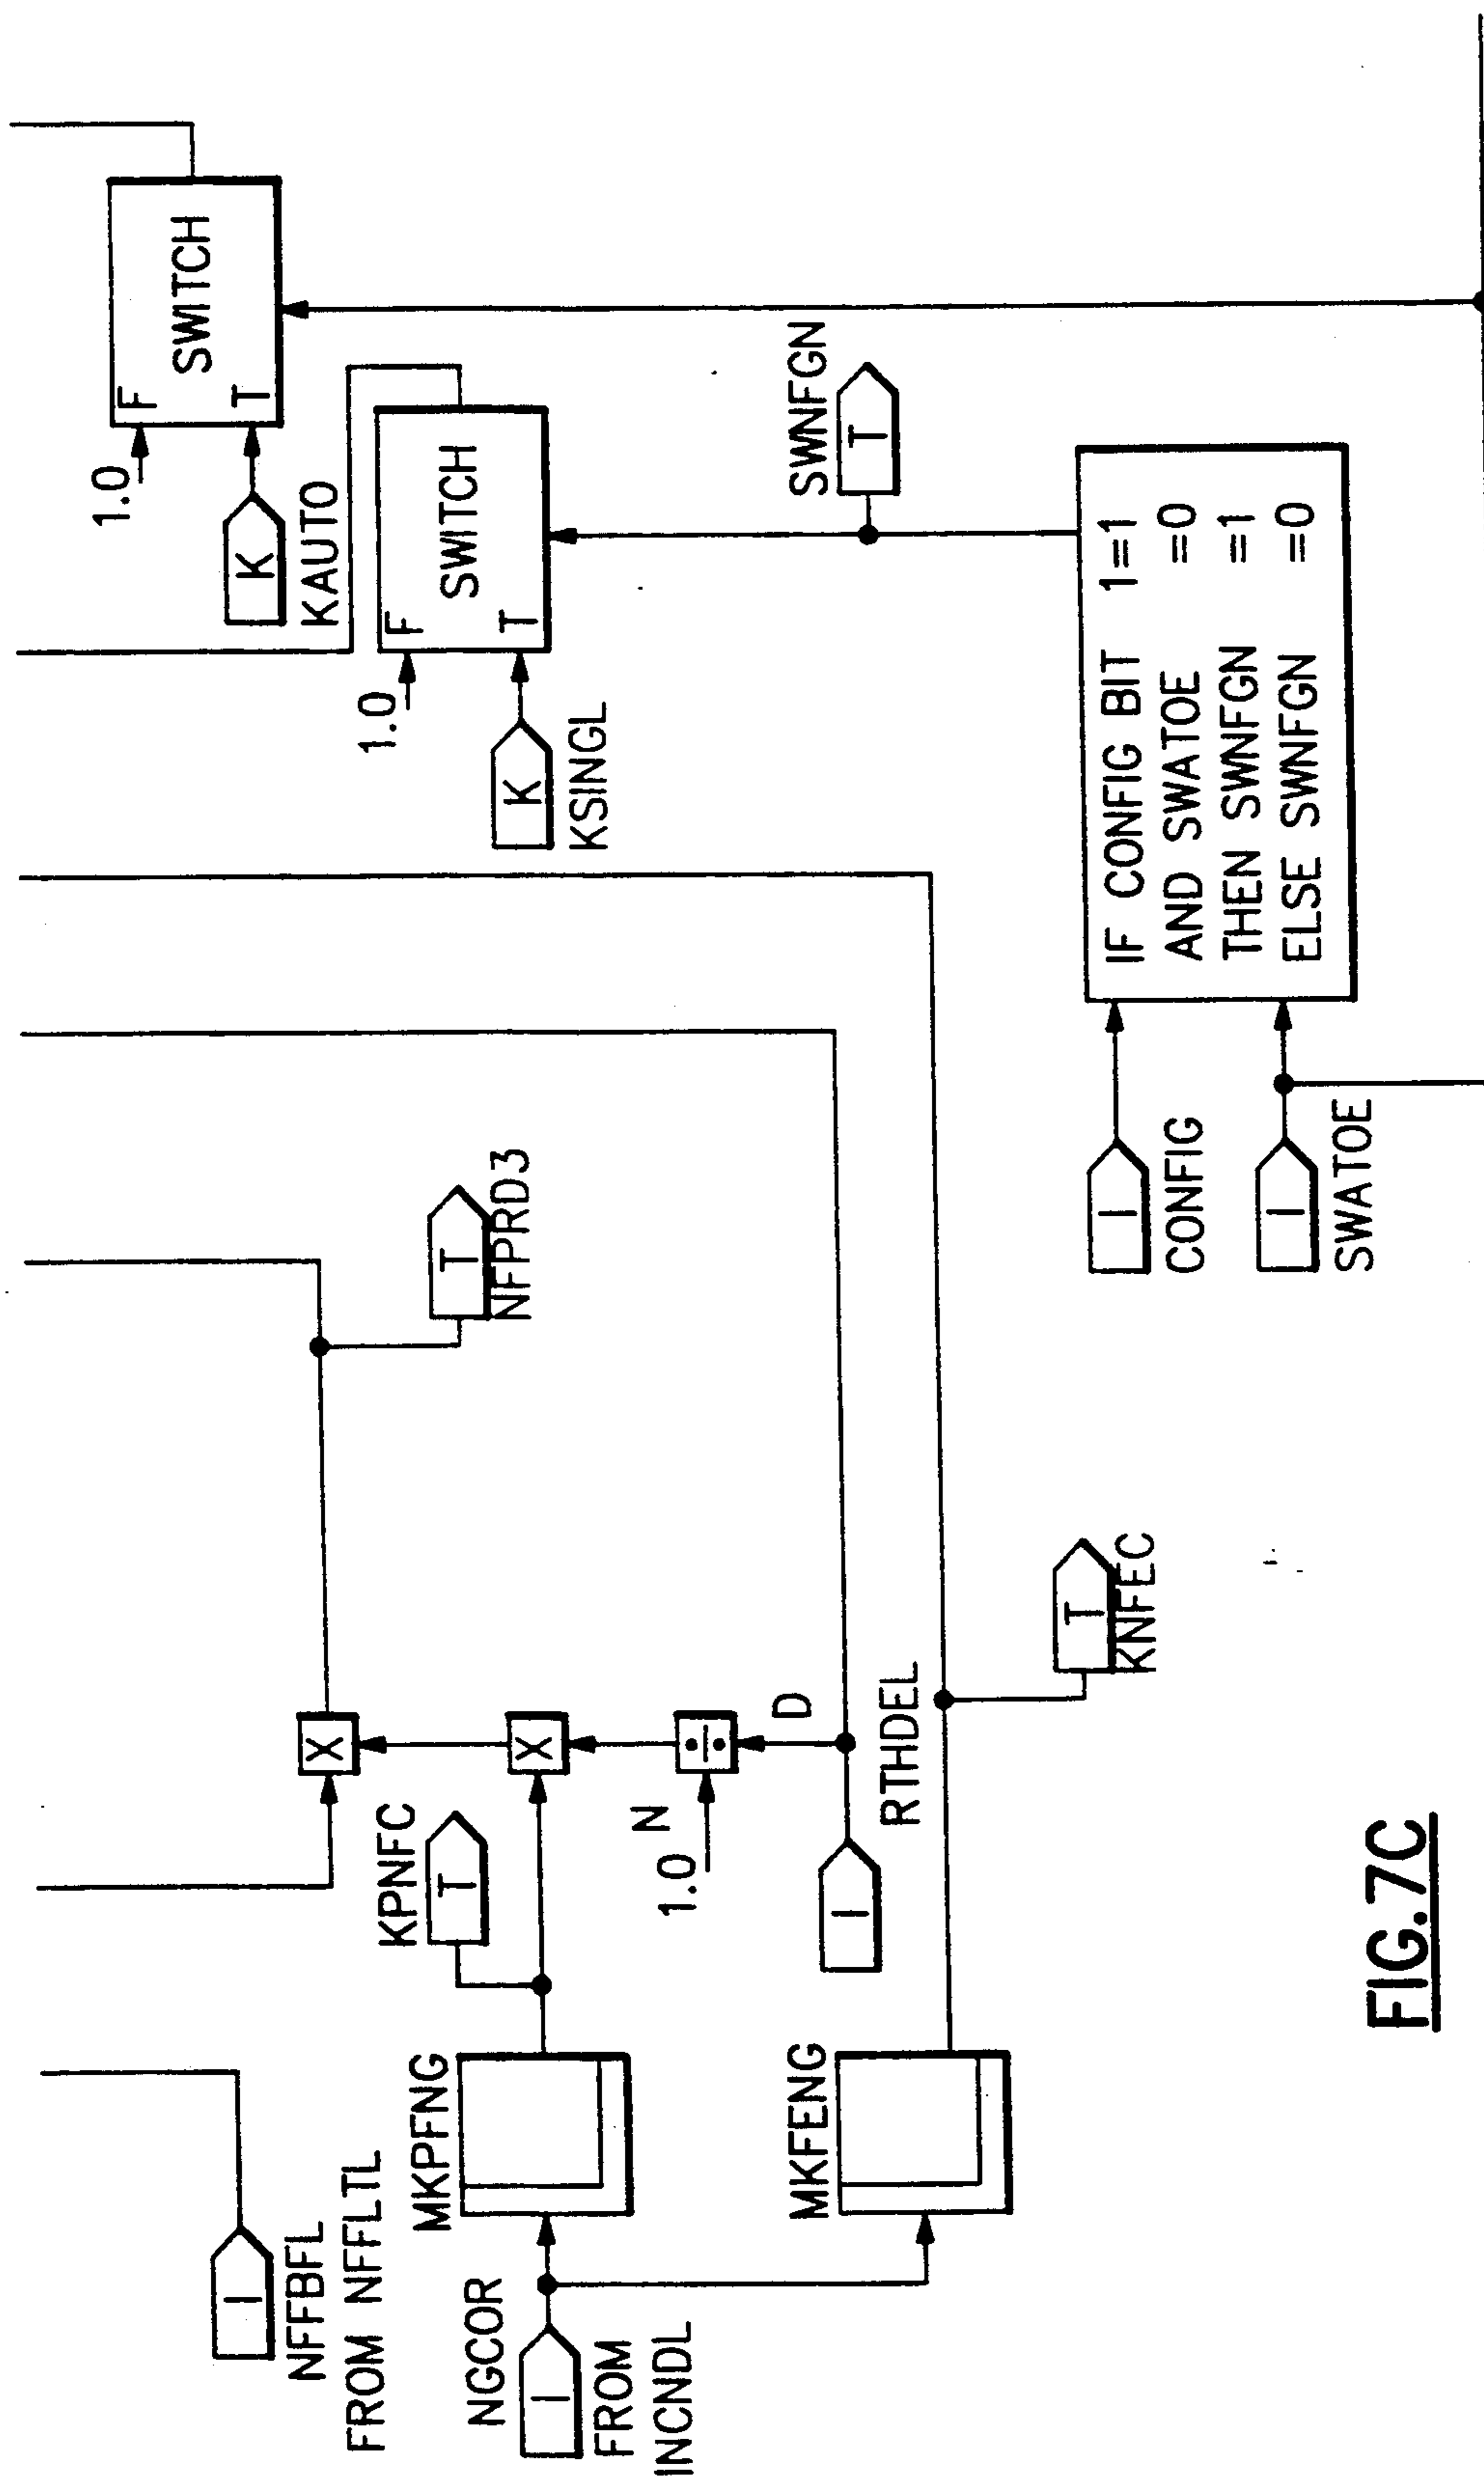 1.0
F
SWITCH
T
K
KAUTO
1.0
F
SWITCH
T
K
KSINGL
SWNFGN
T
I
NFFBFL
FROM NFFLTL
X
T
NFPRD3
KPNFC
T
X
MKPFNG
NGCOR
I
FROM
INCNDL
1.0
N
÷
D
I
RTHDEL
MKFENG
T
KNFEC
I
CONFIG
I
SWATOE
IF CONFIG BIT 1=1
AND SWATOE =0
THEN SWNFGN =1
ELSE SWNFGN =0
FIG.7C